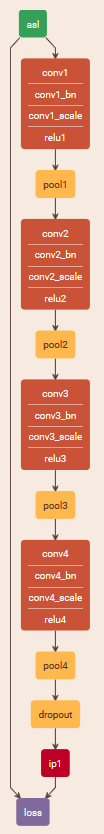 asl
conv1
conv1_bn
conv1_scale
relu1
pool1
conv2
conv2_bn
conv2_scale
relu2
pool2
conv3
conv3_bn
conv3_scale
relu3
pool3
conv4
conv4_bn
conv4_scale
relu4
pool4
dropout
ip1
loss